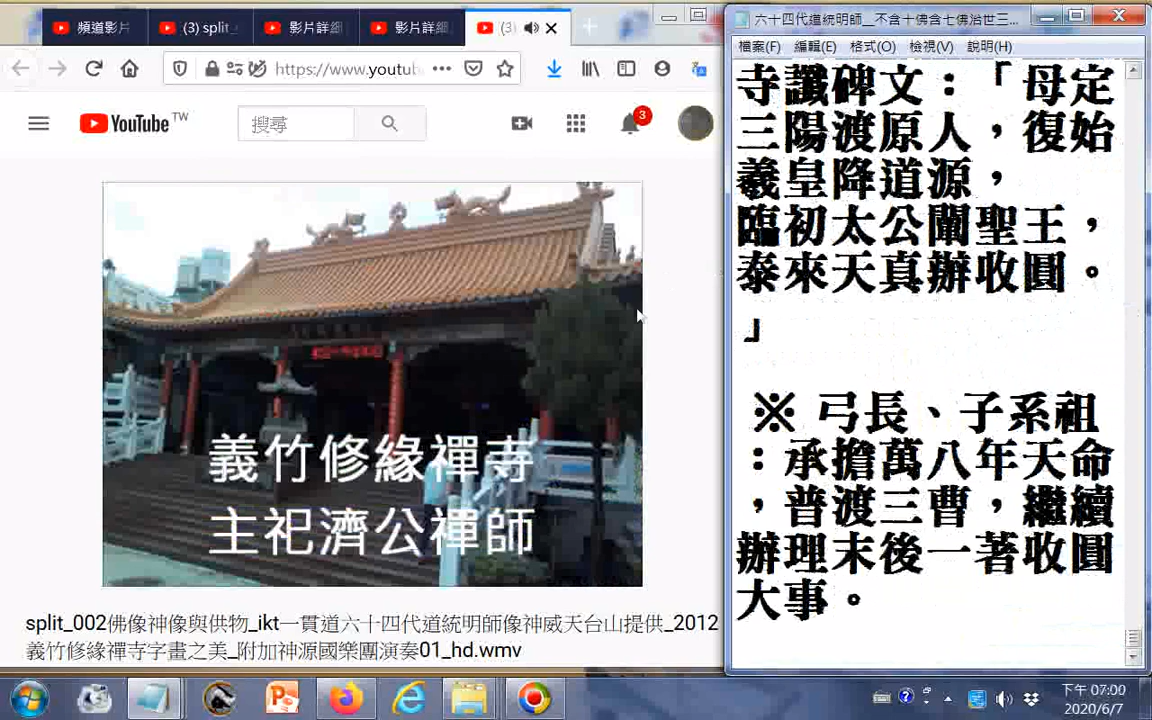 頻道影片
(3) split_
影片詳細
影片詳細
(3)
https://www.youtu
YouTube TW
搜尋
3
義竹修緣禪寺
主祀濟公禪師
split_002佛像神像與供物_ikt一貫道六十四代道統明師像神威天台山提供_2012
義竹修緣禪寺字畫之美_附加神源國樂團演奏01_hd.wmv
六十四代道統明師__不含十佛含七佛治世三...
檔案(F) 編輯(E) 格式(O) 檢視(V) 說明(H)
寺讖碑文：「母定
三陽渡原人，復始
羲皇降道源，
臨初太公闡聖王，
泰來天真辦收圓。
」
※ 弓長、子系祖
：承擔萬八年天命
，普渡三曹，繼續
辦理末後一著收圓
大事。
下午 07:00
2020/6/7